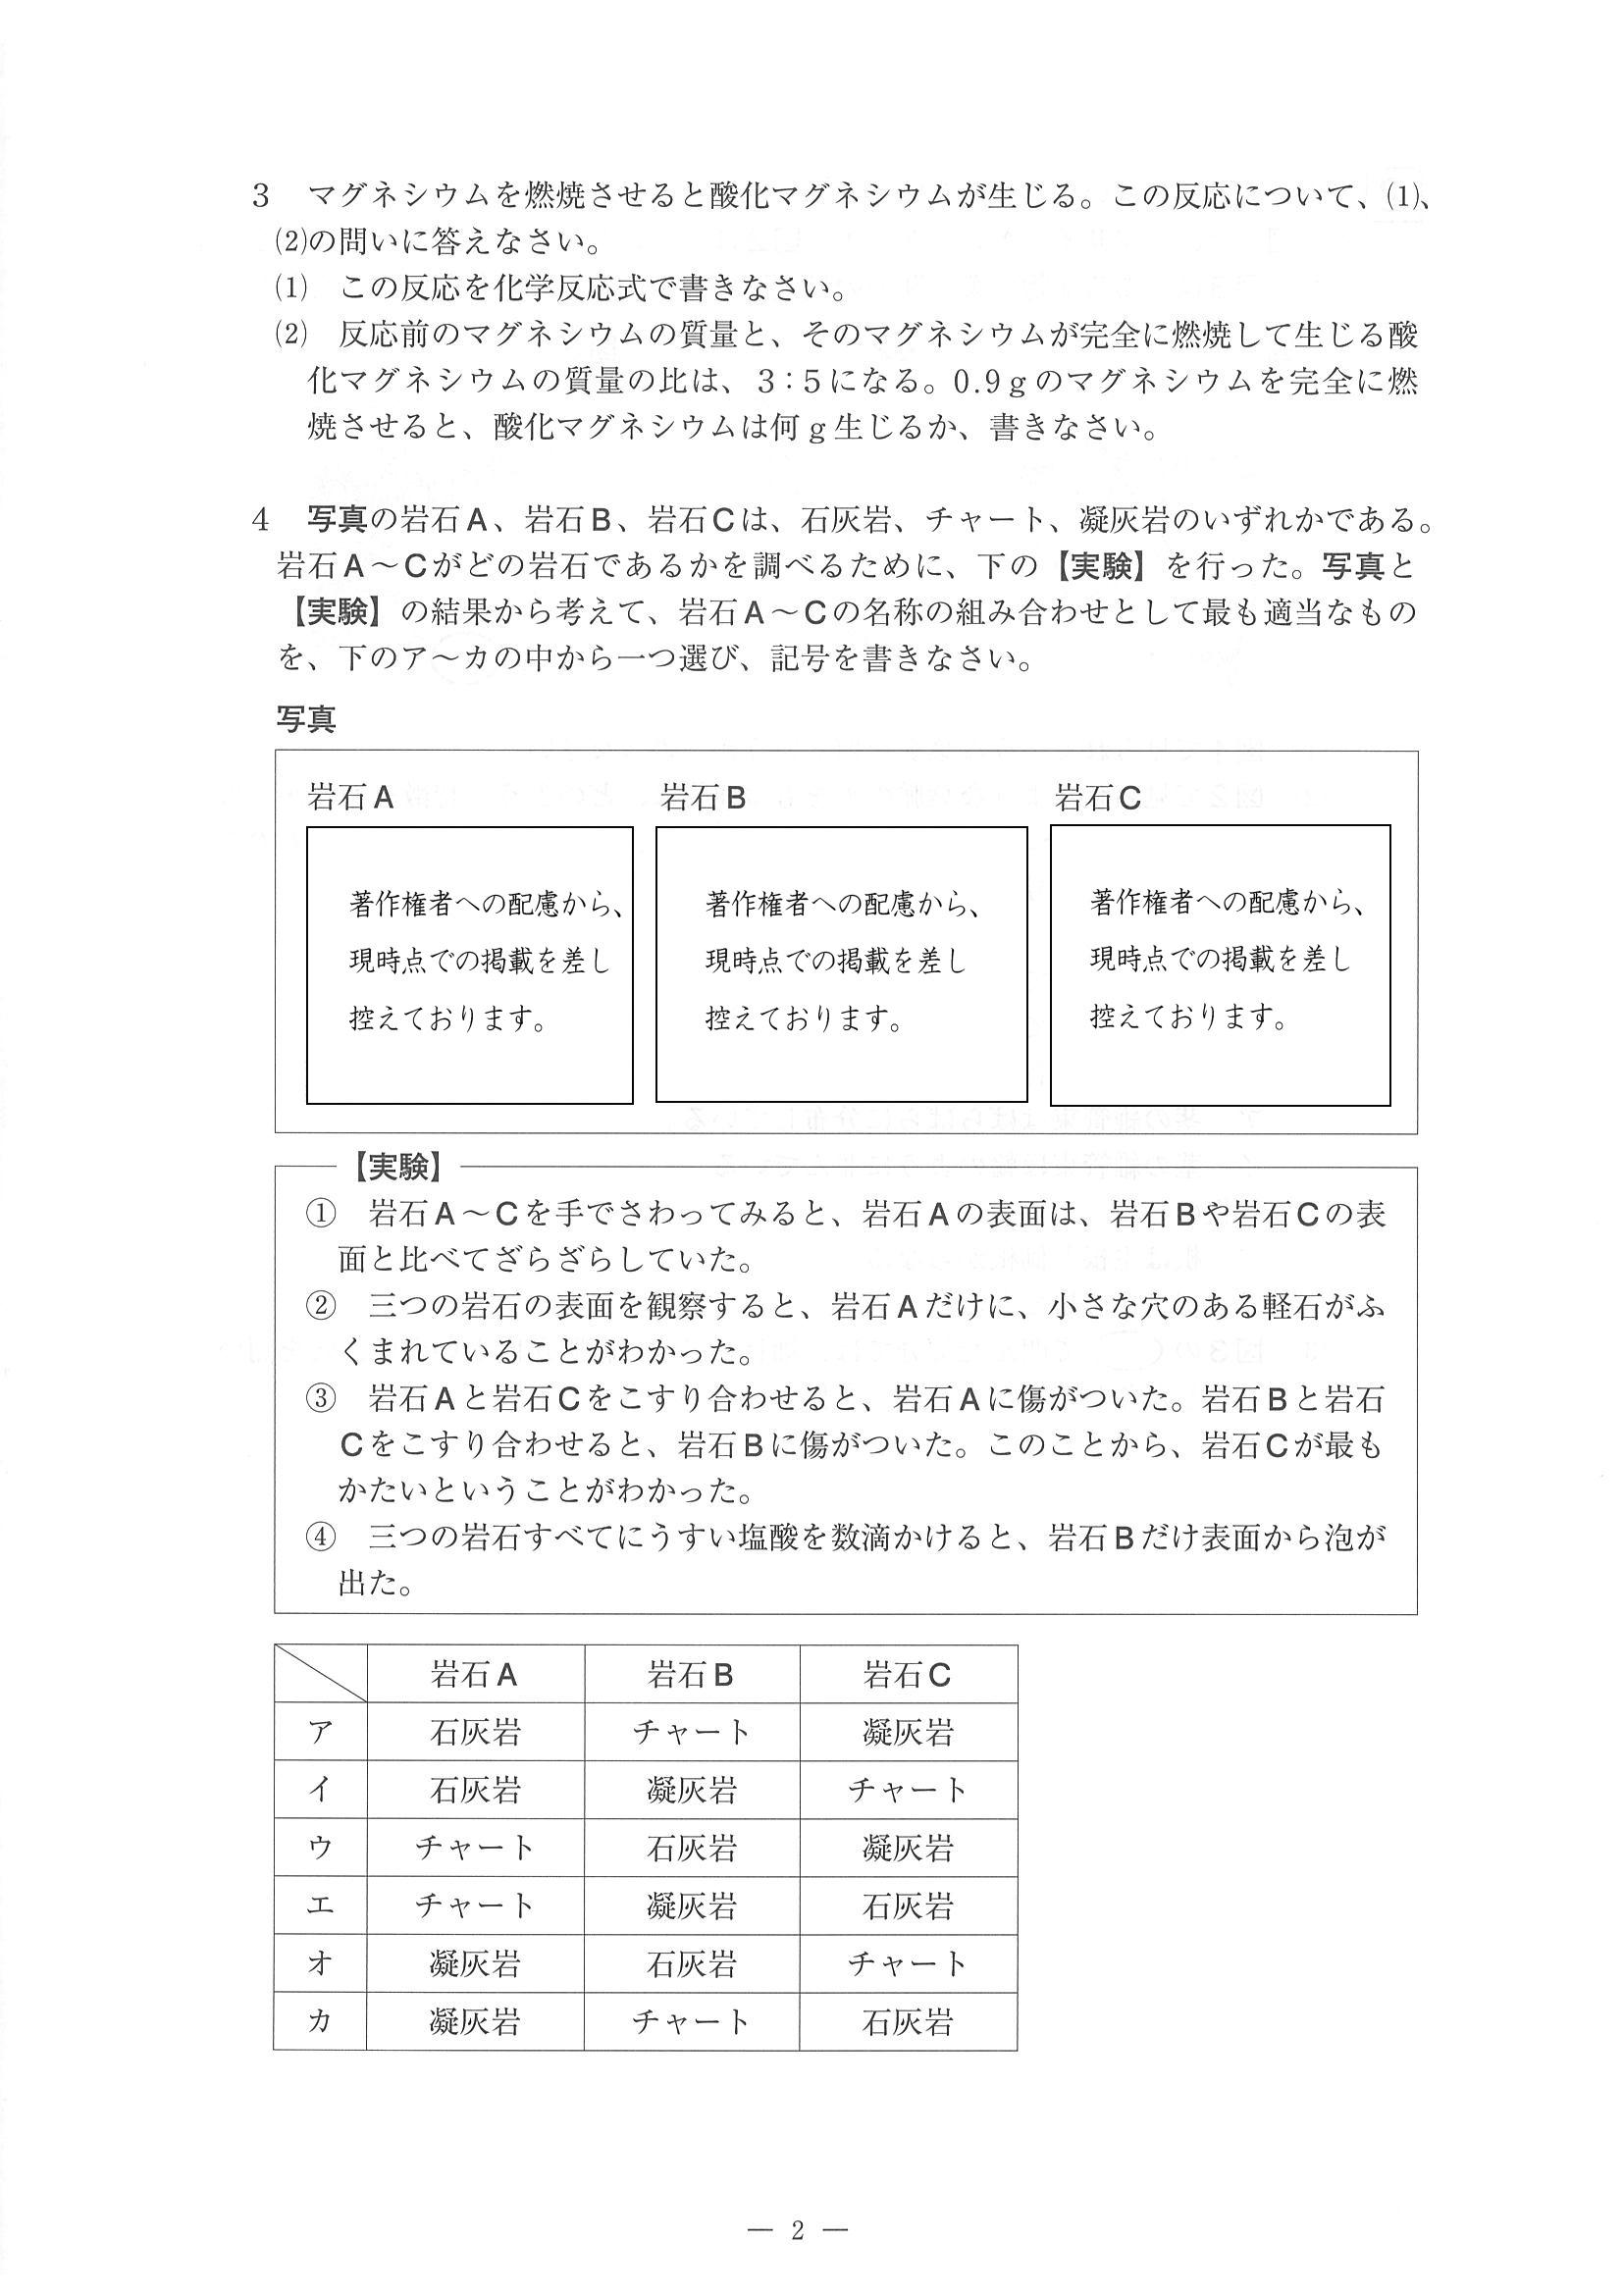 3　マグネシウムを燃焼させると酸化マグネシウムが生じる。この反応について、⑴、
⑵の問いに答えなさい。
⑴　この反応を化学反応式で書きなさい。
⑵　反応前のマグネシウムの質量と、そのマグネシウムが完全に燃焼して生じる酸
化マグネシウムの質量の比は、3：5になる。0.9gのマグネシウムを完全に燃
焼させると、酸化マグネシウムは何g生じるか、書きなさい。
4　写真の岩石A、岩石B、岩石Cは、石灰岩、チャート、凝灰岩のいずれかである。
岩石A～Cがどの岩石であるかを調べるために、下の【実験】を行った。写真と
【実験】の結果から考えて、岩石A～Cの名称の組み合わせとして最も適当なもの
を、下のア～カの中から一つ選び、記号を書きなさい。
写真
岩石A　岩石B　岩石C
著作権者への配慮から、
現時点での掲載を差し
控えております。
著作権者への配慮から、
現時点での掲載を差し
控えております。
著作権者への配慮から、
現時点での掲載を差し
控えております。
【実験】
①　岩石A～Cを手でさわってみると、岩石Aの表面は、岩石Bや岩石Cの表
面と比べてざらざらしていた。
②　三つの岩石の表面を観察すると、岩石Aだけに、小さな穴のある軽石がふ
くまれていることがわかった。
③　岩石Aと岩石Cをこすり合わせると、岩石Aに傷がついた。岩石Bと岩石
Cをこすり合わせると、岩石Bに傷がついた。このことから、岩石Cが最も
かたいということがわかった。
④　三つの岩石すべてにうすい塩酸を数滴かけると、岩石Bだけ表面から泡が
出た。
岩石A　岩石B　岩石C
ア　石灰岩　チャート　凝灰岩
イ　石灰岩　凝灰岩　チャート
ウ　チャート　石灰岩　凝灰岩
エ　チャート　凝灰岩　石灰岩
オ　凝灰岩　石灰岩　チャート
カ　凝灰岩　チャート　石灰岩
— 2 —